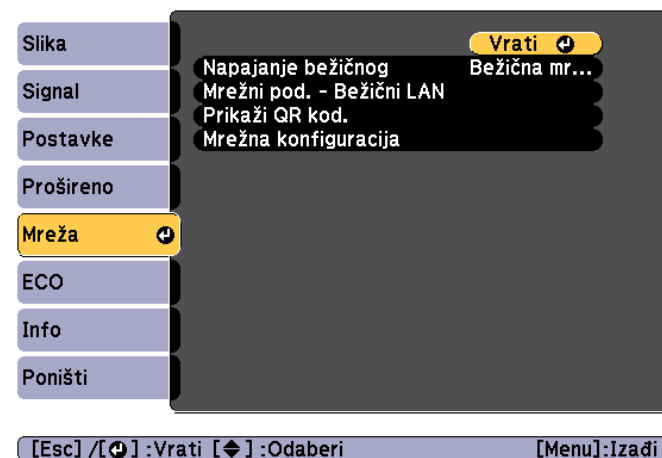 Slika
Signal
Postavke
Prošireno
Mreža
ECO
Info
Poništi
Vrati
Napajanje bežičnog Bežična mr...
Mrežni pod. - Bežični LAN
Prikaži QR kod.
Mrežna konfiguracija
[Esc] /[⏎] :Vrati [◆] :Odaberi [Menu]:Izađi